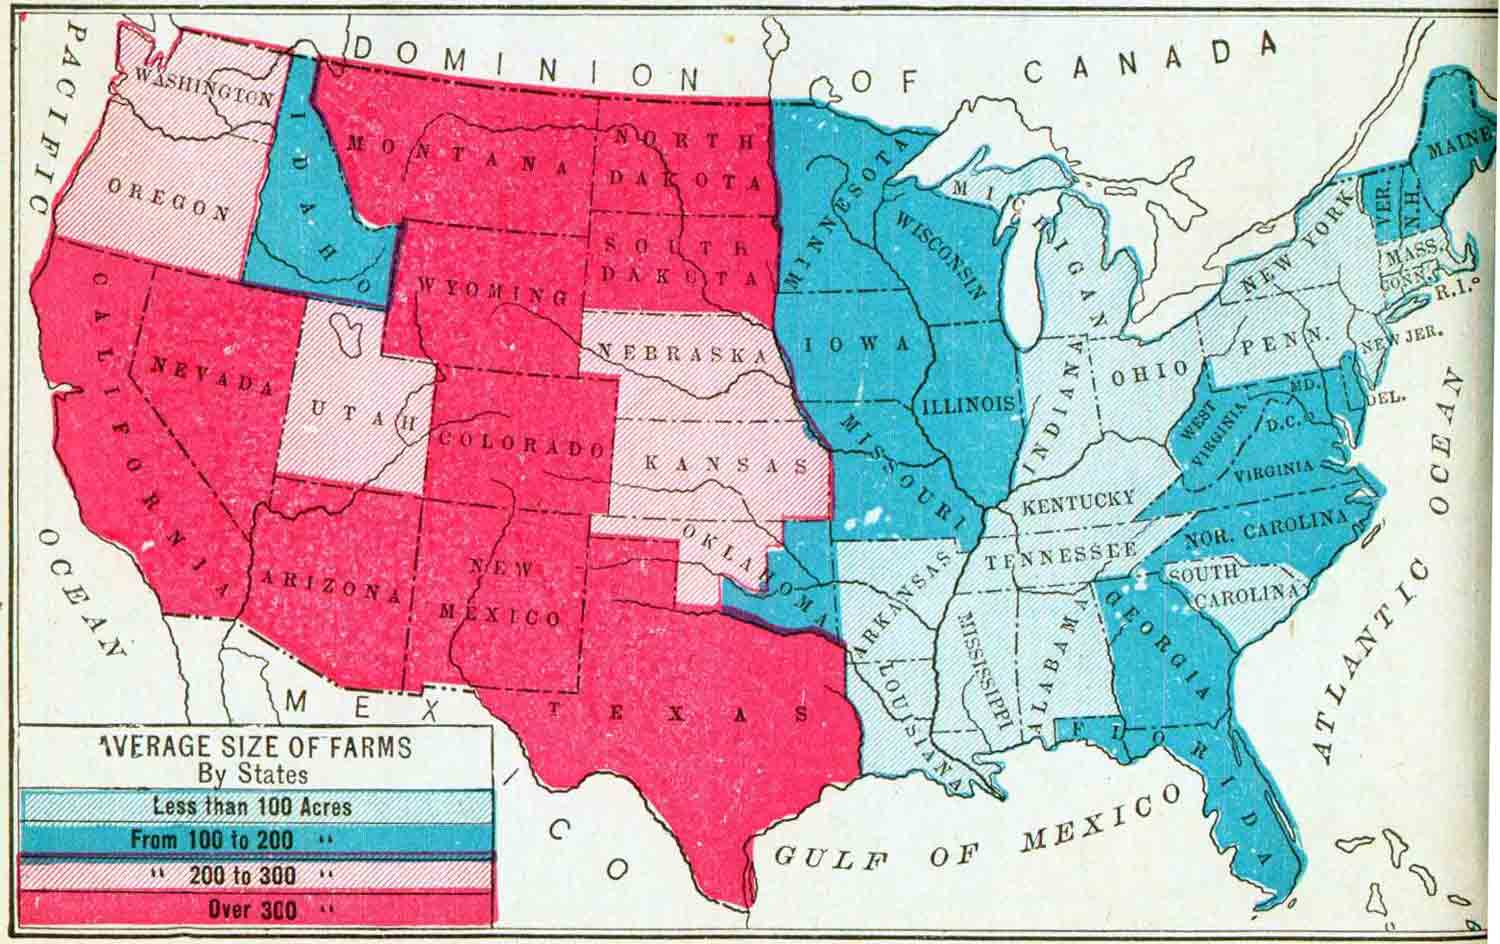 DOMINION OF CANADA
PACIFIC
OCEAN
WASHINGTON
OREGON
IDAHO
MONTANA
NORTH
DAKOTA
SOUTH
DAKOTA
WYOMING
CALIFORNIA
NEVADA
UTAH
COLORADO
ARIZONA
NEW
MEXICO
TEXAS
NEBRASKA
KANSAS
OKLAHOMA
MINNESOTA
IOWA
MISSOURI
WISCONSIN
ILLINOIS
MICHIGAN
INDIANA
OHIO
KENTUCKY
TENNESSEE
ARKANSAS
LOUISIANA
MISSISSIPPI
ALABAMA
GEORGIA
FLORIDA
SOUTH
CAROLINA
NOR. CAROLINA
VIRGINIA
WEST
VIRGINIA
D.C.
MD.
DEL.
NEW JER.
PENN.
NEW YORK
VER.
N.H.
MAINE
MASS.
CONN.
R.I.
ATLANTIC OCEAN
GULF OF MEXICO
MEXICO
AVERAGE SIZE OF FARMS
By States
Less than 100 Acres
From 100 to 200 "
" 200 to 300 "
Over 300 "